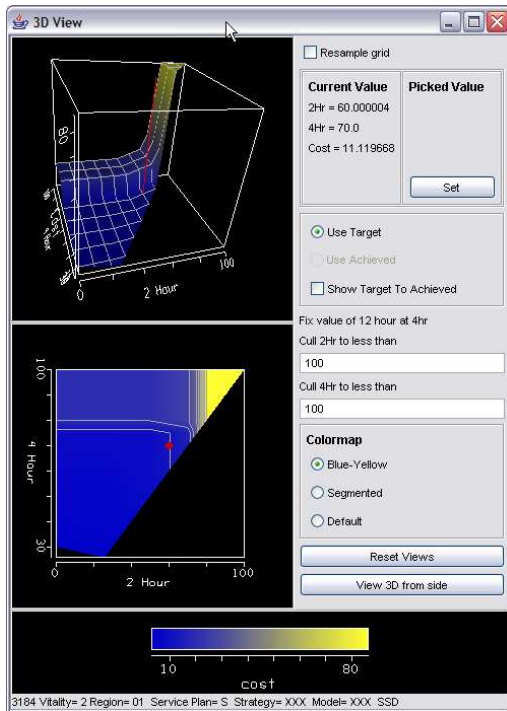 3D View
80
cost
0
2 Hour
100
Resample grid
Current Value
Picked Value
2Hr = 60.000004
4Hr = 70.0
Cost = 11.119668
Set
Use Target
Use Achieved
Show Target To Achieved
Fix value of 12 hour at 4hr
Cull 2Hr to less than
100
Cull 4Hr to less than
100
Colormap
Blue-Yellow
Segmented
Default
Reset Views
View 3D from side
100
4 Hour
30
0
2 Hour
100
10
80
cost
3184 Vitality= 2 Region= 01 Service Plan= S Strategy= XXX Model= XXX SSD